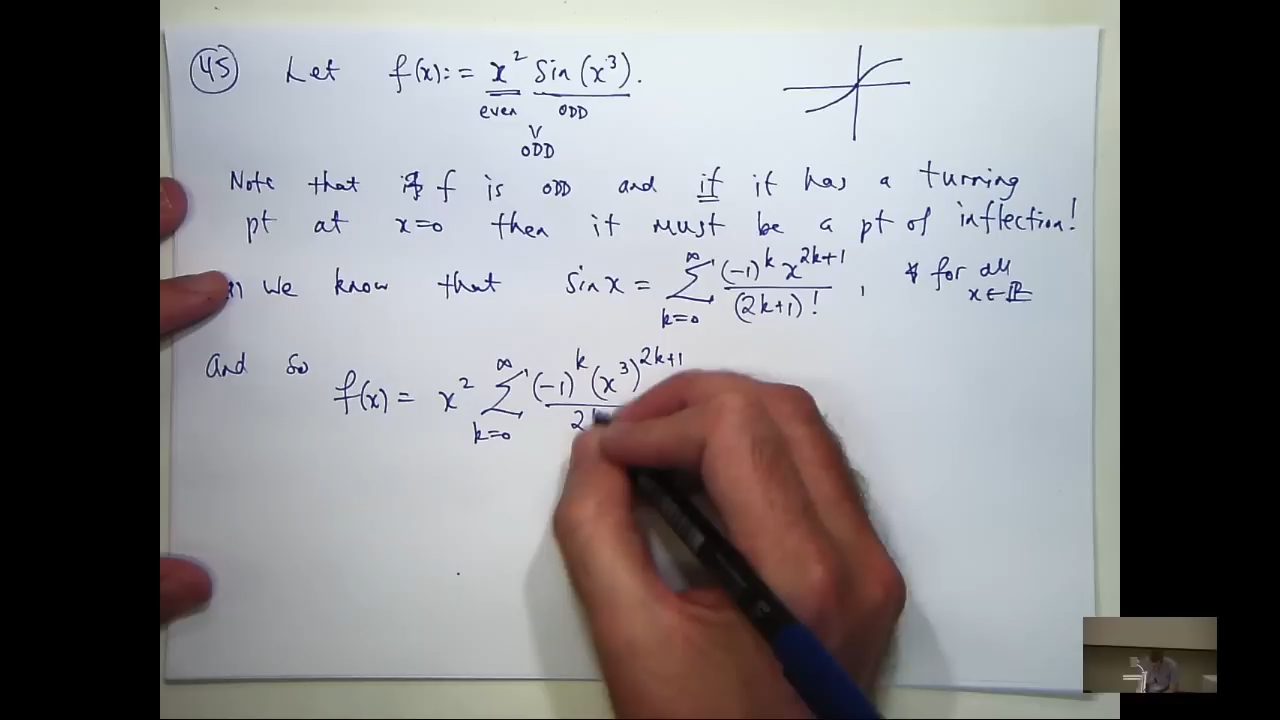 45 Let f(x) := x² sin(x³).
even ODD
ODD
Note that if f is ODD and if it has a turning
pt at x=0 then it must be a pt of inflection!
we know that sin x = ∑_{k=0}^{∞} (-1)^k x^{2k+1} / (2k+1)! , for all x∈ℝ
And so f(x) = x² ∑_{k=0}^{∞} (-1)^k (x³)^{2k+1} / 2k